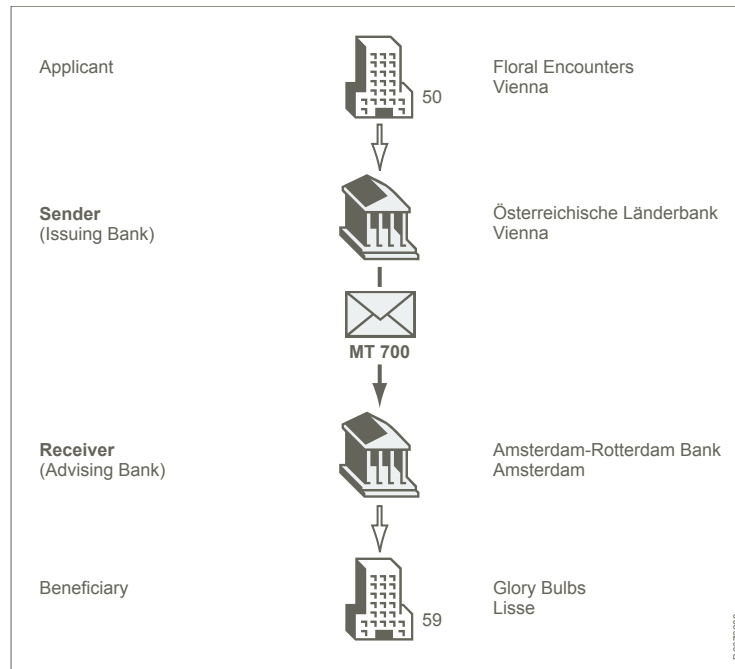 Applicant
50
Floral Encounters
Vienna
Sender
(Issuing Bank)
Österreichische Länderbank
Vienna
MT 700
Receiver
(Advising Bank)
Amsterdam-Rotterdam Bank
Amsterdam
Beneficiary
59
Glory Bulbs
Lisse